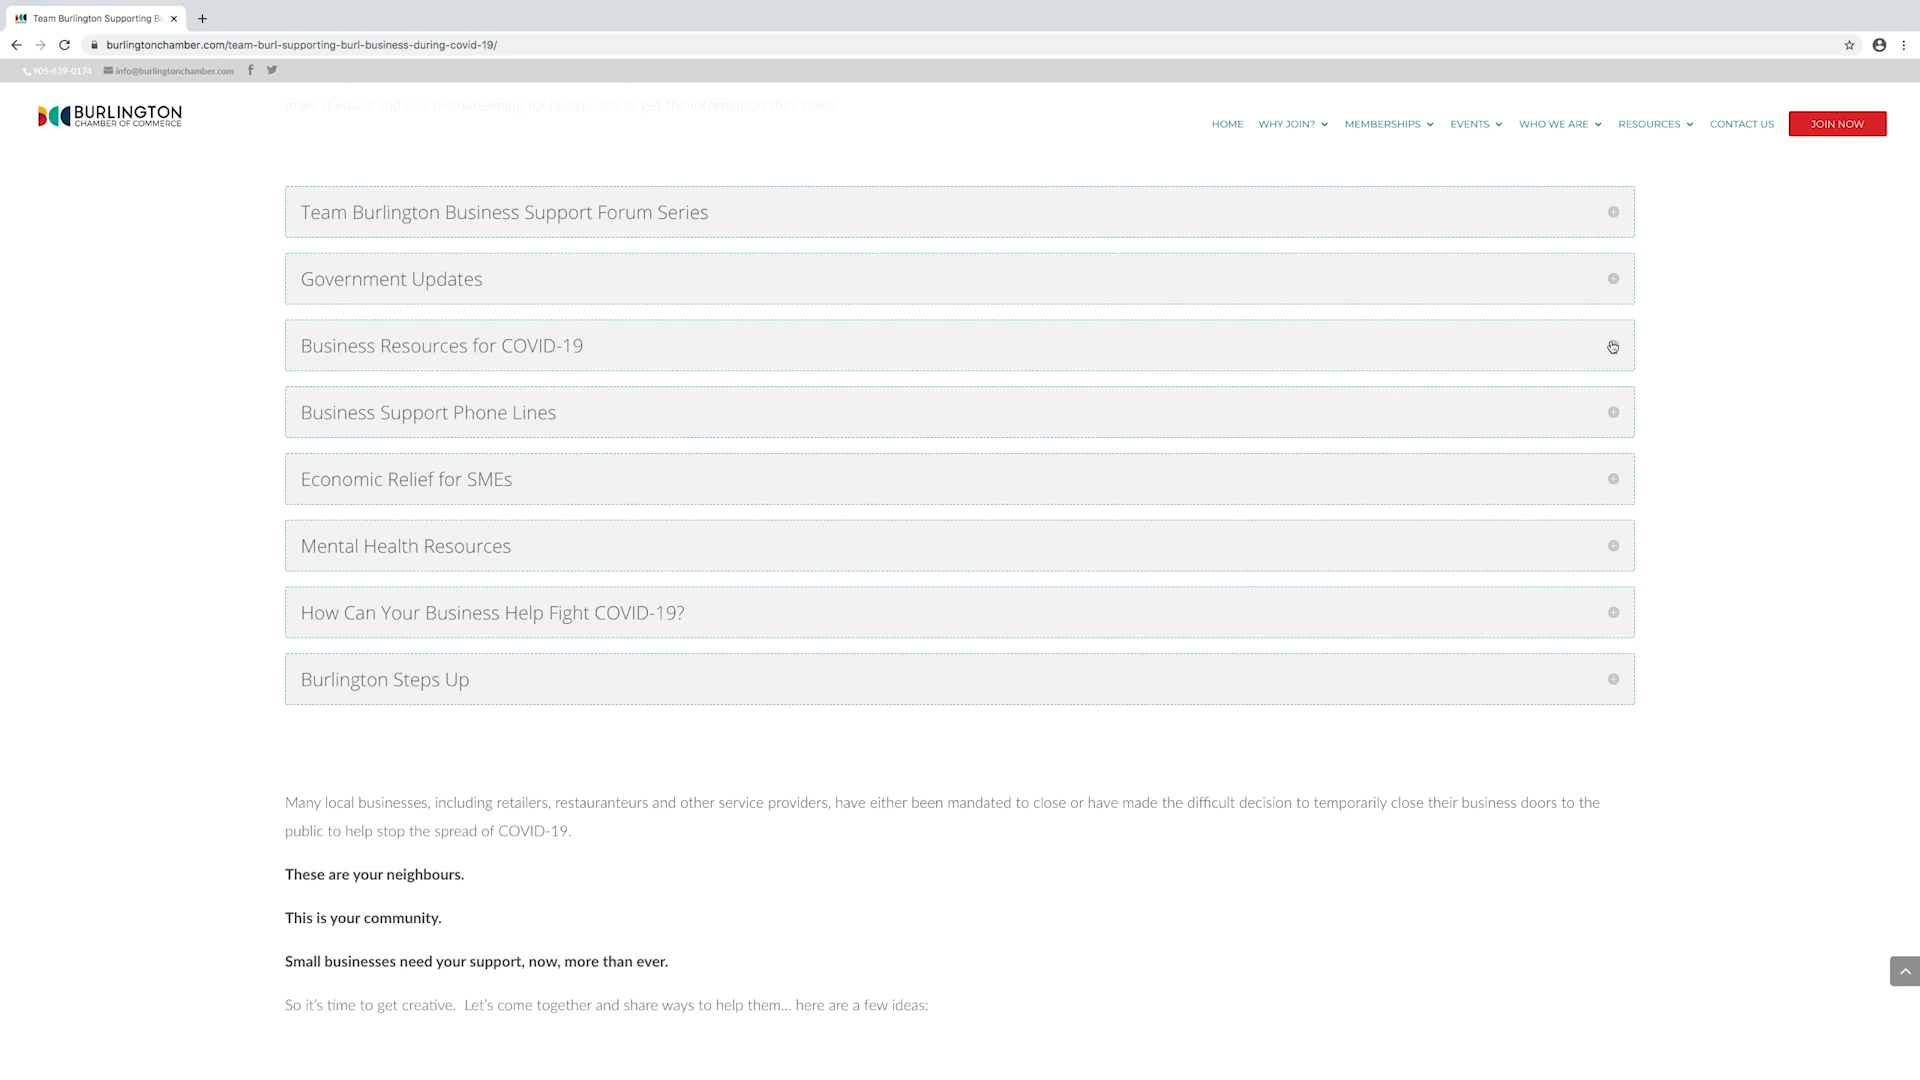 Team Burlington Supporting Bu
burlingtonchamber.com/team-burl-supporting-burl-business-during-covid-19/
905-639-0174 info@burlingtonchamber.com
make it easier and less overwhelming for businesses to get the information they need.
BURLINGTON
CHAMBER OF COMMERCE
HOME WHY JOIN? MEMBERSHIPS EVENTS WHO WE ARE RESOURCES CONTACT US JOIN NOW
Team Burlington Business Support Forum Series
Government Updates
Business Resources for COVID-19
Business Support Phone Lines
Economic Relief for SMEs
Mental Health Resources
How Can Your Business Help Fight COVID-19?
Burlington Steps Up
Many local businesses, including retailers, restauranteurs and other service providers, have either been mandated to close or have made the difficult decision to temporarily close their business doors to the
public to help stop the spread of COVID-19.
These are your neighbours.
This is your community.
Small businesses need your support, now, more than ever.
So it's time to get creative. Let's come together and share ways to help them... here are a few ideas: